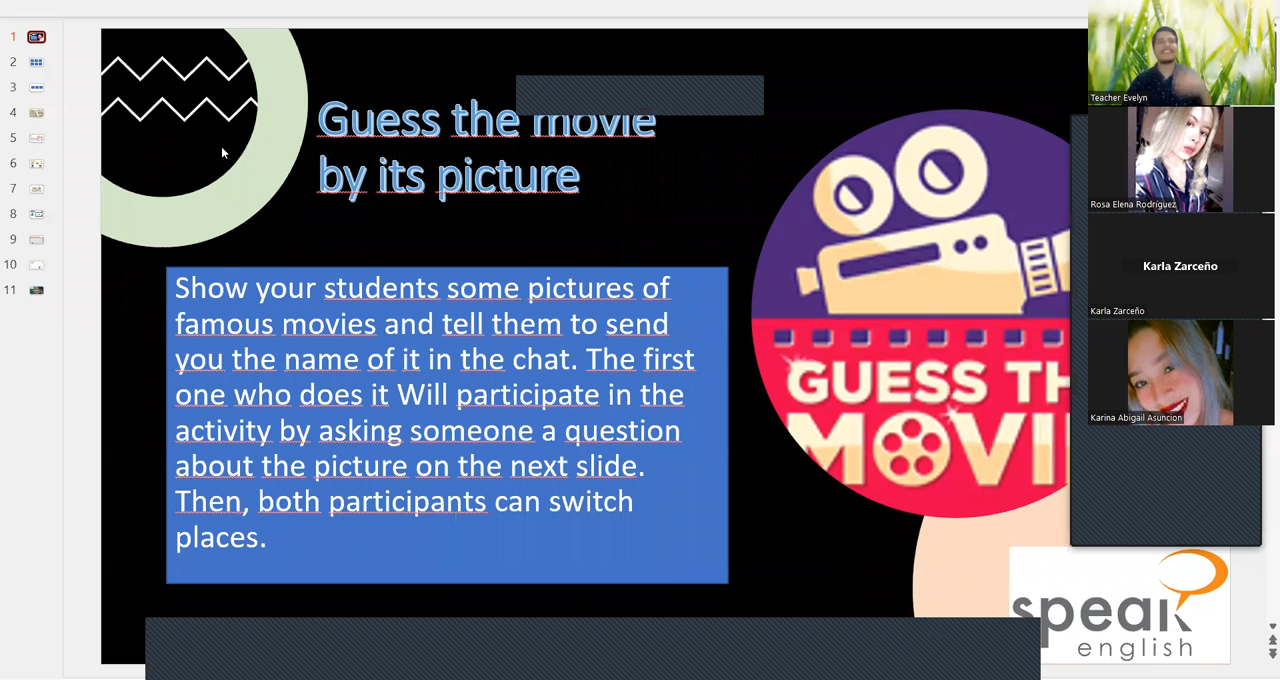 1
2
3
4
5
6
7
8
9
10
11
Guess the movie
by its picture
Show your students some pictures of
famous movies and tell them to send
you the name of it in the chat. The first
one who does it Will participate in the
activity by asking someone a question
about the picture on the next slide.
Then, both participants can switch
places.
GUESS TH
MOVI
speak
english
Teacher Evelyn
Rosa Elena Rodríguez
Karla Zarceño
Karla Zarceño
Karina Abigail Asuncion